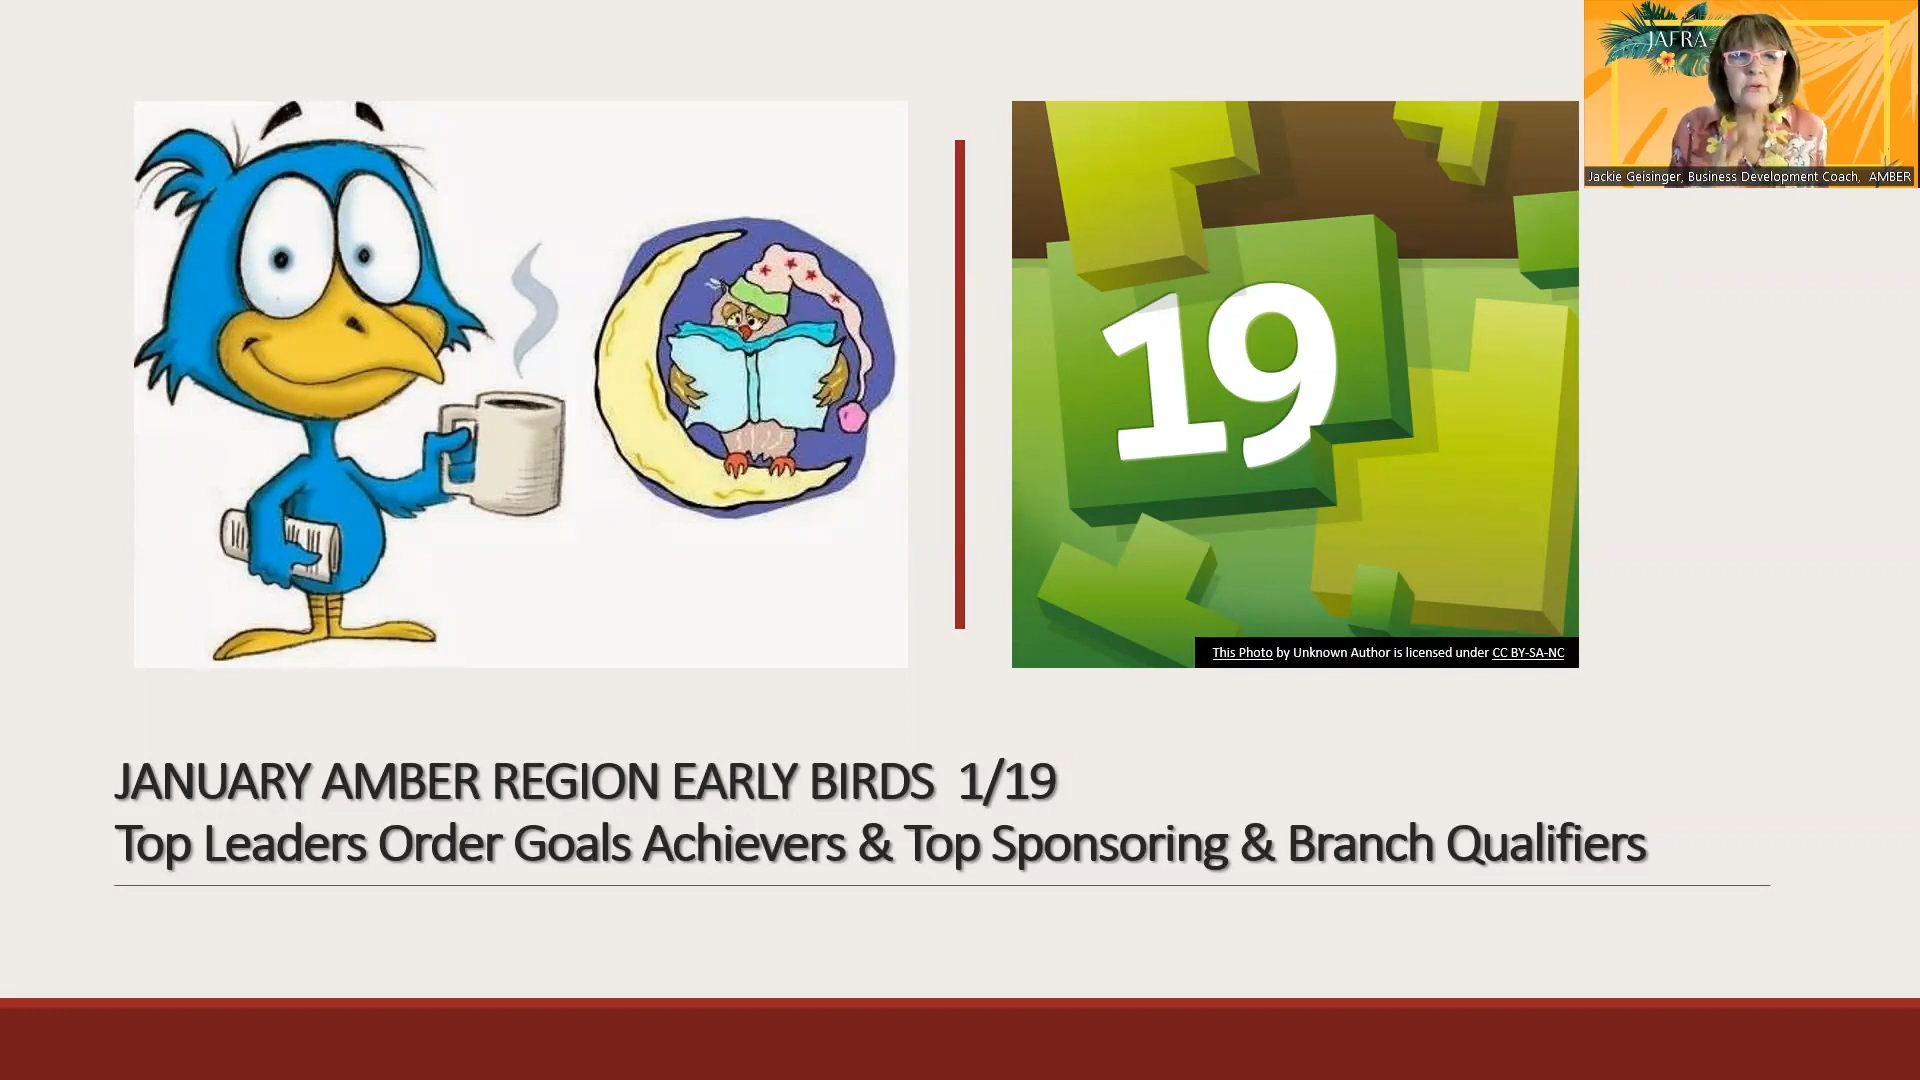 JAFRA
Jackie Geisinger, Business Development Coach, AMBER
19
This Photo by Unknown Author is licensed under CC BY-SA-NC
JANUARY AMBER REGION EARLY BIRDS 1/19
Top Leaders Order Goals Achievers & Top Sponsoring & Branch Qualifiers